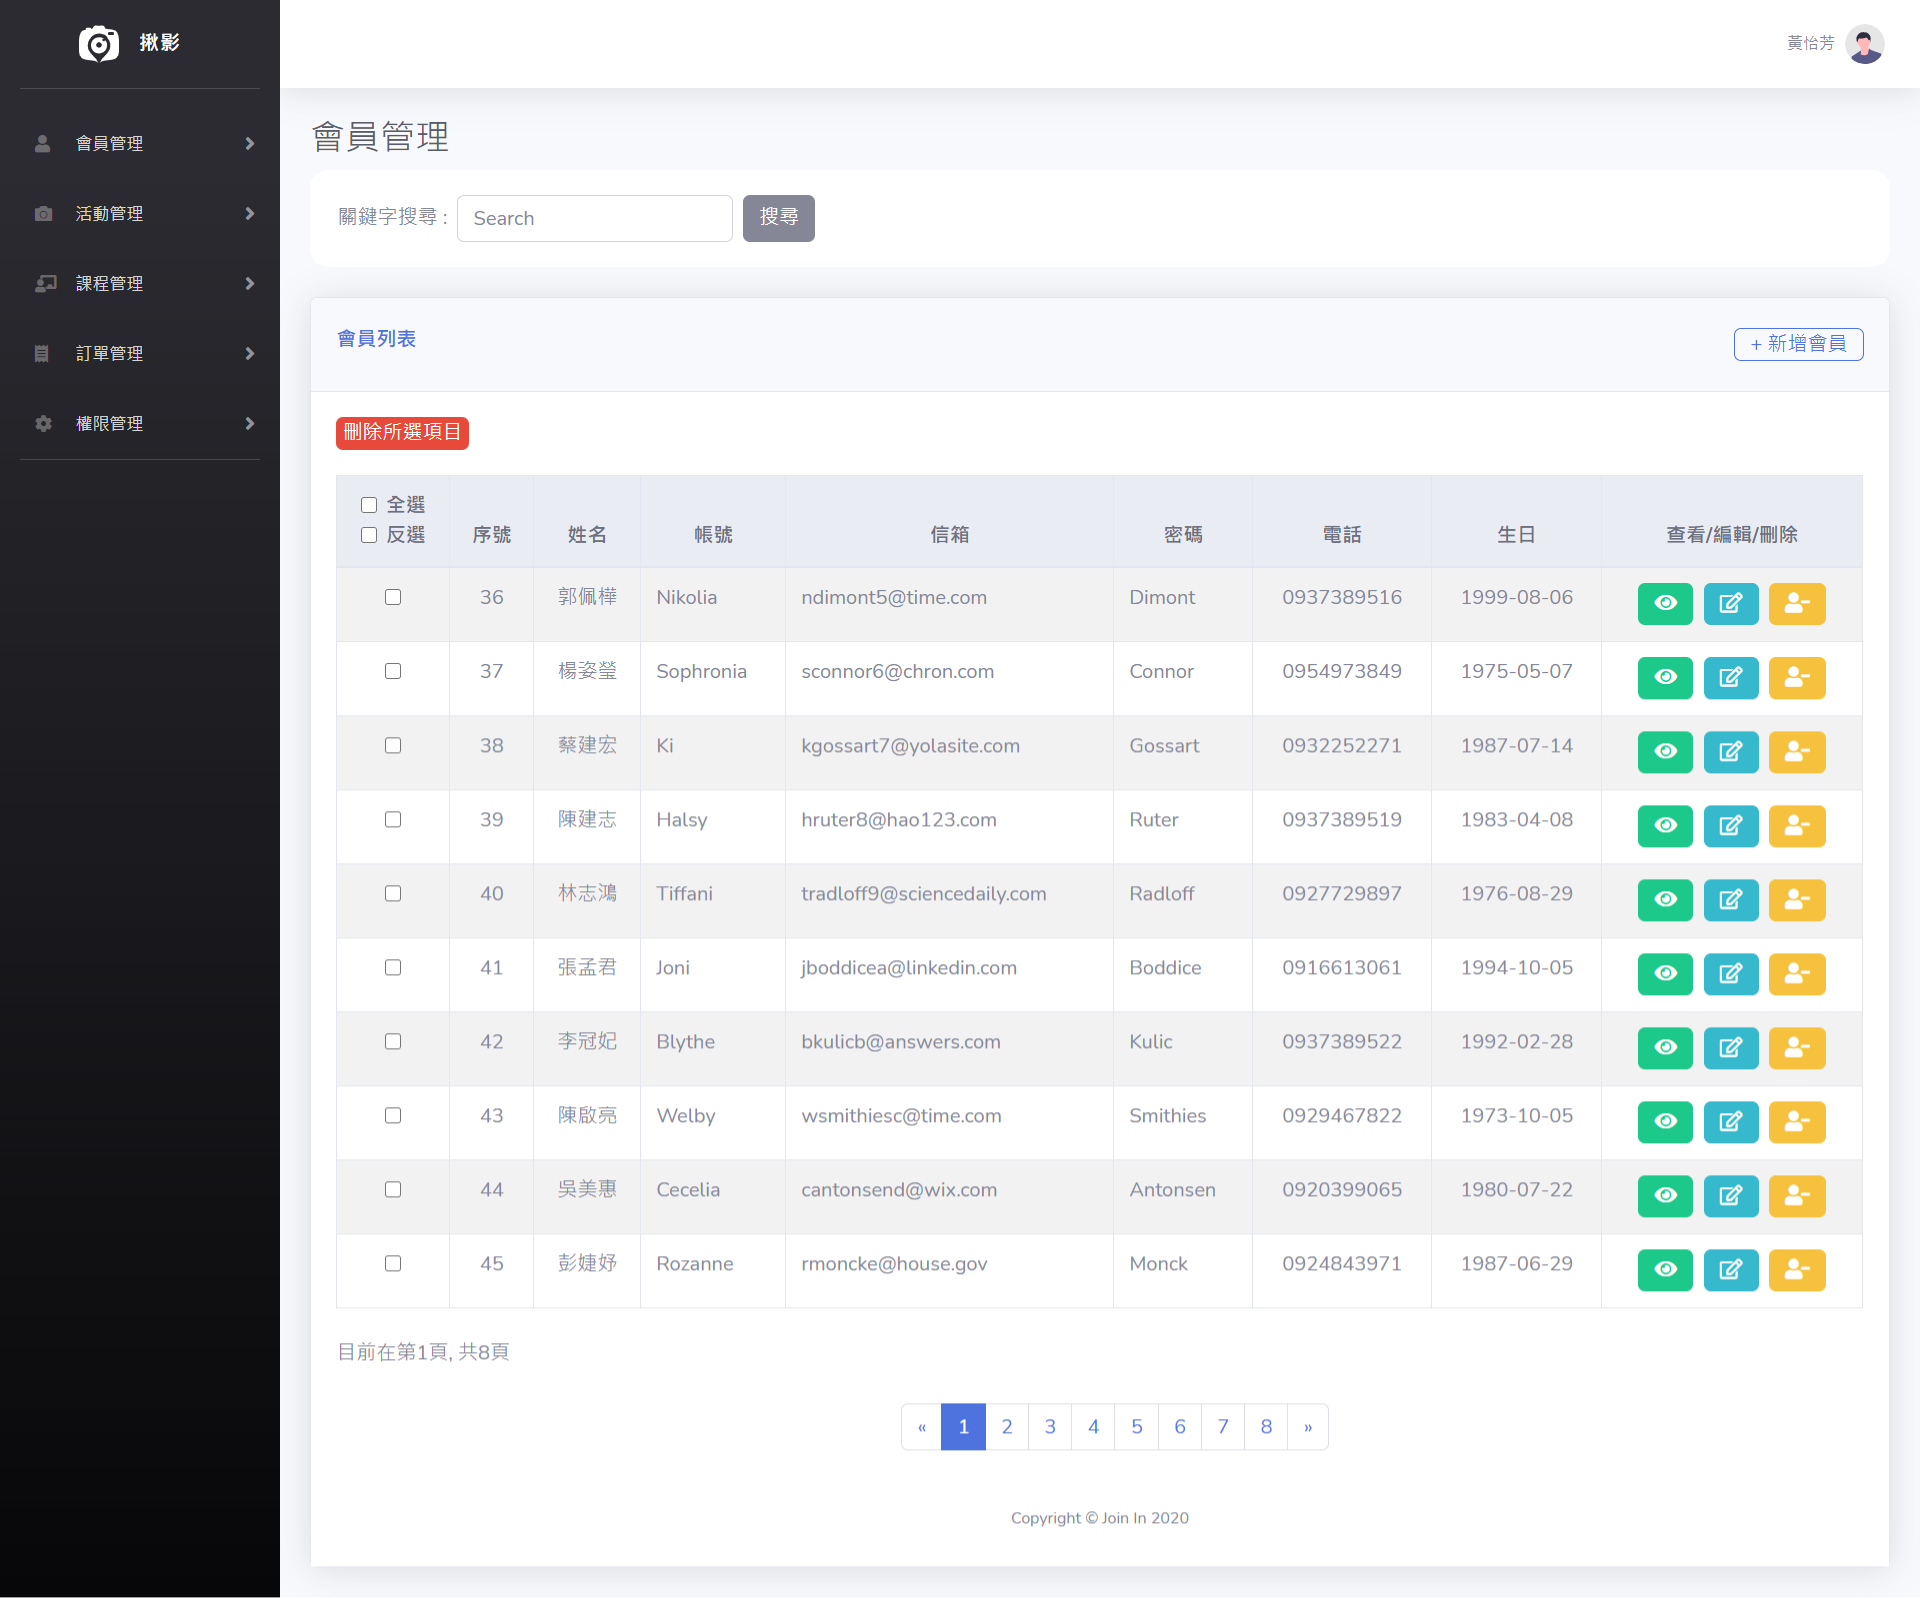 揪影
黃怡芳
會員管理
活動管理
課程管理
訂單管理
權限管理
會員管理
關鍵字搜尋 : Search 搜尋
會員列表
+ 新增會員
刪除所選項目
全選
反選 序號 姓名 帳號 信箱 密碼 電話 生日 查看/編輯/刪除
36 郭佩樺 Nikolia ndimont5@time.com Dimont 0937389516 1999-08-06
37 楊姿瑩 Sophronia sconnor6@chron.com Connor 0954973849 1975-05-07
38 蔡建宏 Ki kgossart7@yolasite.com Gossart 0932252271 1987-07-14
39 陳建志 Halsy hruter8@hao123.com Ruter 0937389519 1983-04-08
40 林志鴻 Tiffani tradloff9@sciencedaily.com Radloff 0927729897 1976-08-29
41 張孟君 Joni jboddicea@linkedin.com Boddice 0916613061 1994-10-05
42 李冠妃 Blythe bkulicb@answers.com Kulic 0937389522 1992-02-28
43 陳啟亮 Welby wsmithiesc@time.com Smithies 0929467822 1973-10-05
44 吳美惠 Cecelia cantonsend@wix.com Antonsen 0920399065 1980-07-22
45 彭婕妤 Rozanne rmoncke@house.gov Monck 0924843971 1987-06-29
目前在第1頁, 共8頁
« 1 2 3 4 5 6 7 8 »
Copyright © Join In 2020